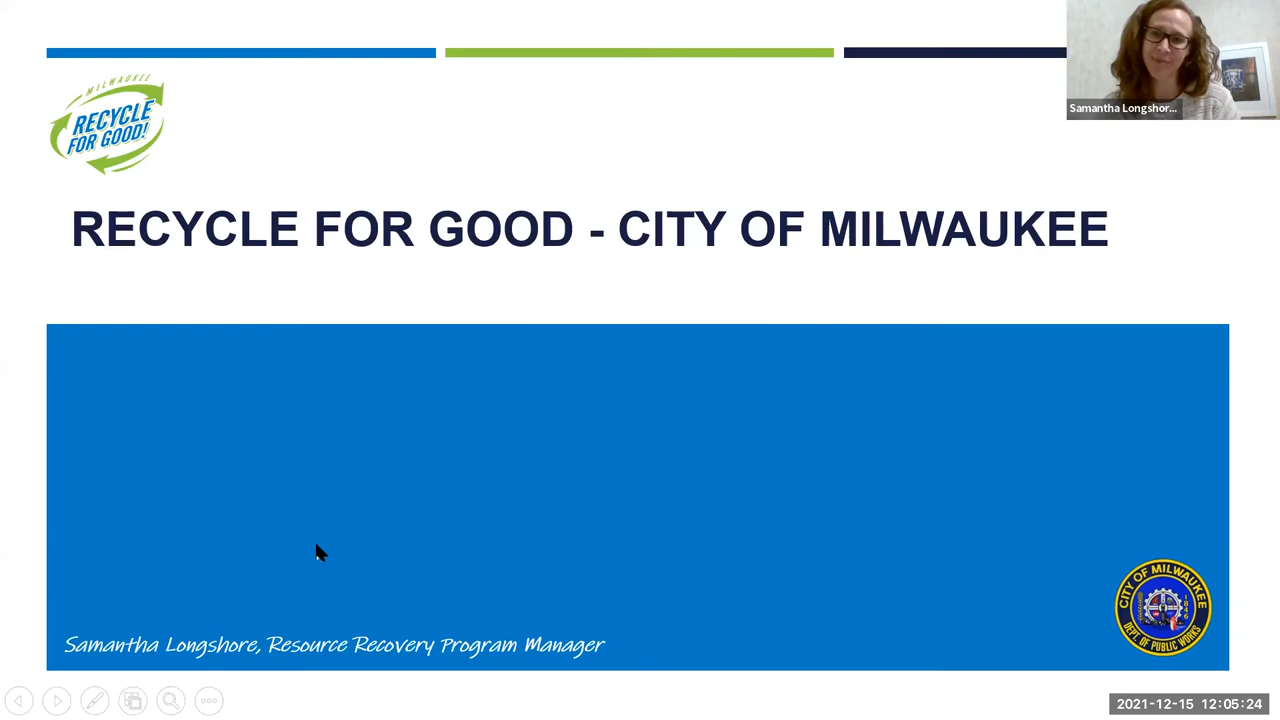 Samantha Longshor...
MILWAUKEE
RECYCLE
FOR GOOD!
RECYCLE FOR GOOD - CITY OF MILWAUKEE
CITY OF MILWAUKEE
1846
DEPT. OF PUBLIC WORKS
Samantha Longshore, Resource Recovery Program Manager
2021-12-15 12:05:24